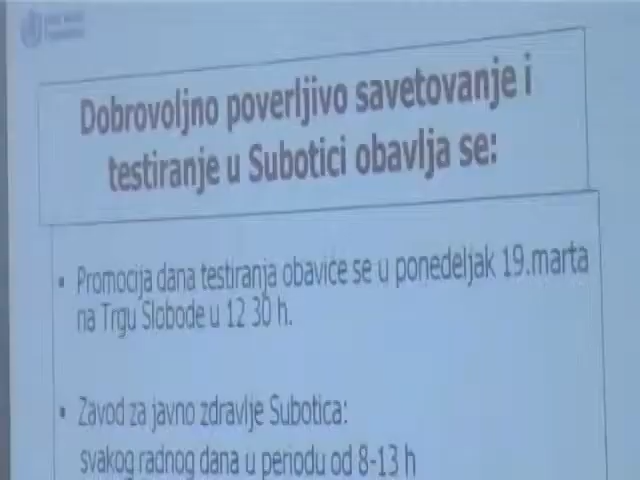 Dobrovoljno poverljivo savetovanje i
testiranje u Subotici obavlja se:
• Promocija dana testiranja obaviće se u ponedeljak 19.marta
na Trgu Slobode u 12 30 h.
• Zavod za javno zdravlje Subotica:
svakog radnog dana u periodu od 8-13 h